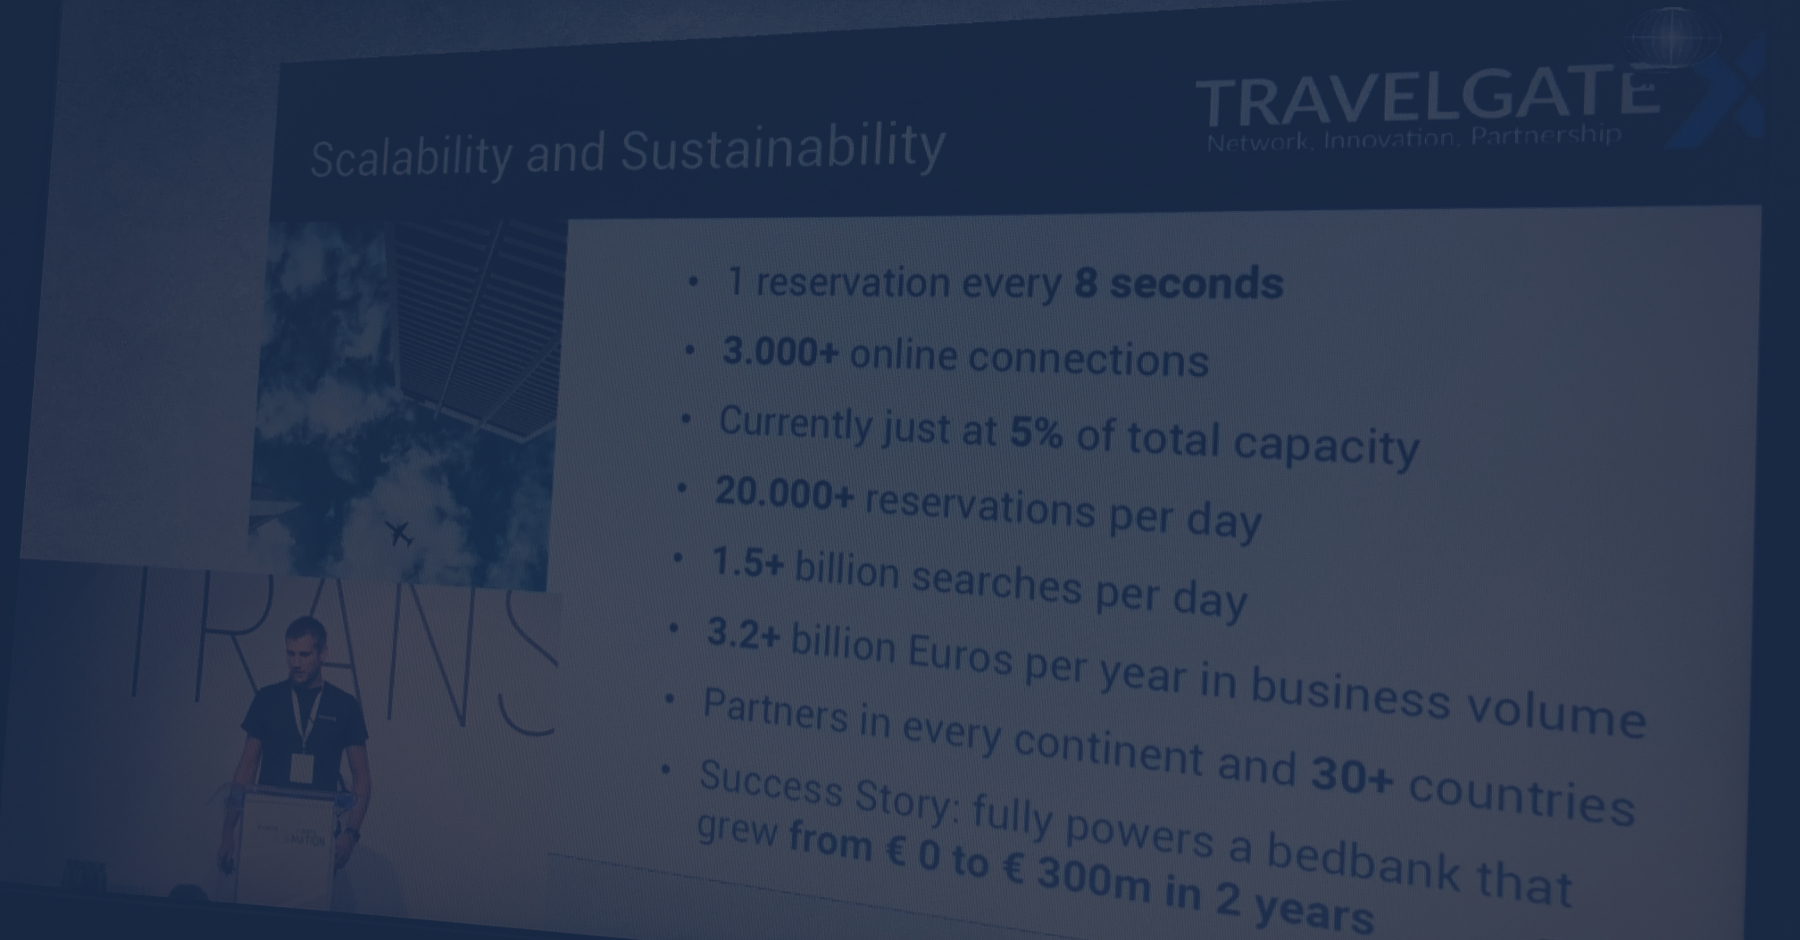 TRAVELGATE X
Network, Innovation, Partnership
Scalability and Sustainability
• 1 reservation every 8 seconds
• 3.000+ online connections
• Currently just at 5% of total capacity
• 20.000+ reservations per day
• 1.5+ billion searches per day
• 3.2+ billion Euros per year in business volume
• Partners in every continent and 30+ countries
• Success Story: fully powers a bedbank that
grew from € 0 to € 300m in 2 years
TRANS